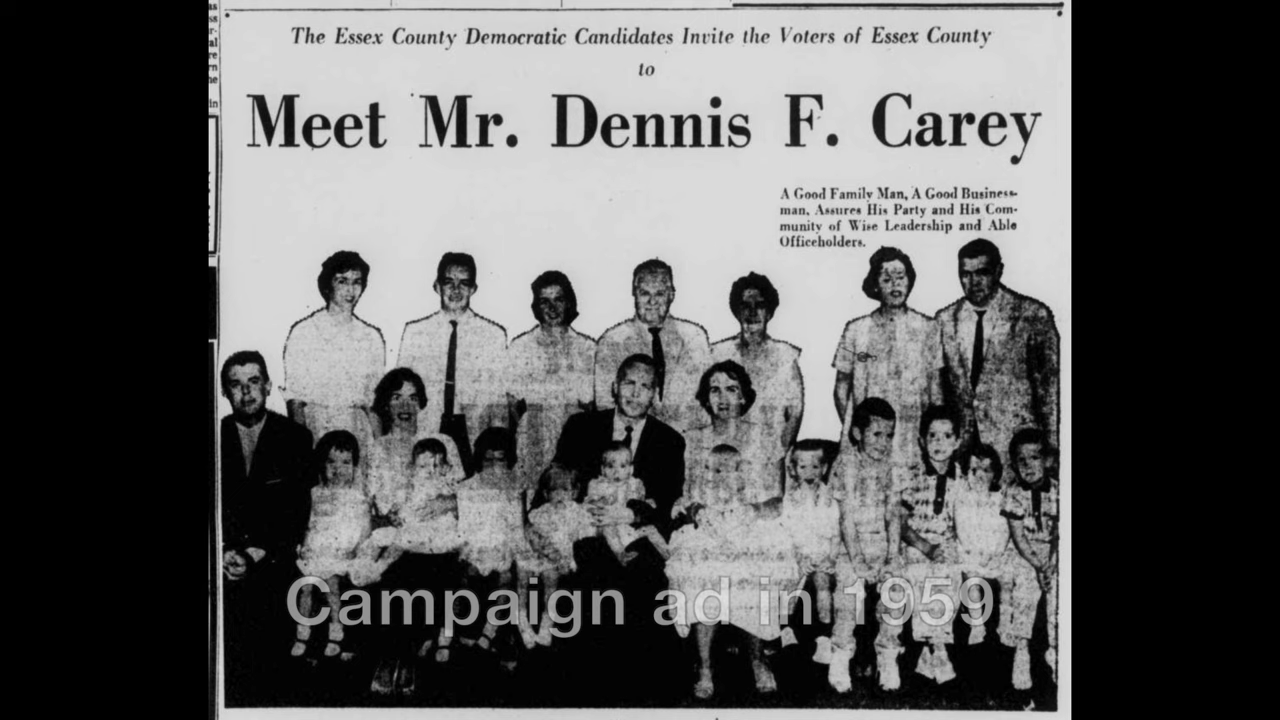 The Essex County Democratic Candidates Invite the Voters of Essex County
to
Meet Mr. Dennis F. Carey
A Good Family Man, A Good Business-
man, Assures His Party and His Com-
munity of Wise Leadership and Able
Officeholders.
Campaign ad in 1959